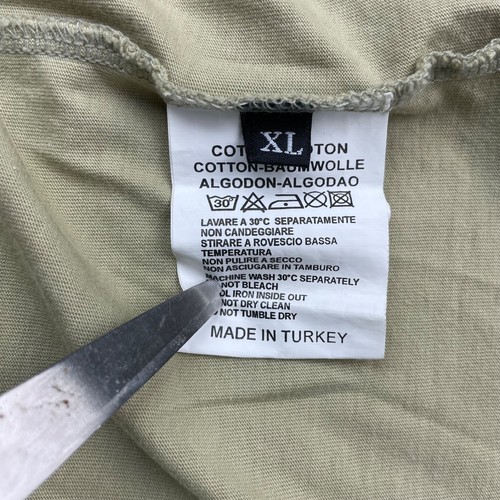 XL
COTTON
COTTON-BAUMWOLLE
ALGODON-ALGODAO
30°
LAVARE A 30°C SEPARATAMENTE
NON CANDEGGIARE
STIRARE A ROVESCIO BASSA
TEMPERATURA
NON PULIRE A SECCO
NON ASCIUGARE IN TAMBURO
MACHINE WASH 30°C SEPARATELY
NOT BLEACH
IRON INSIDE OUT
NOT DRY CLEAN
NOT TUMBLE DRY
MADE IN TURKEY